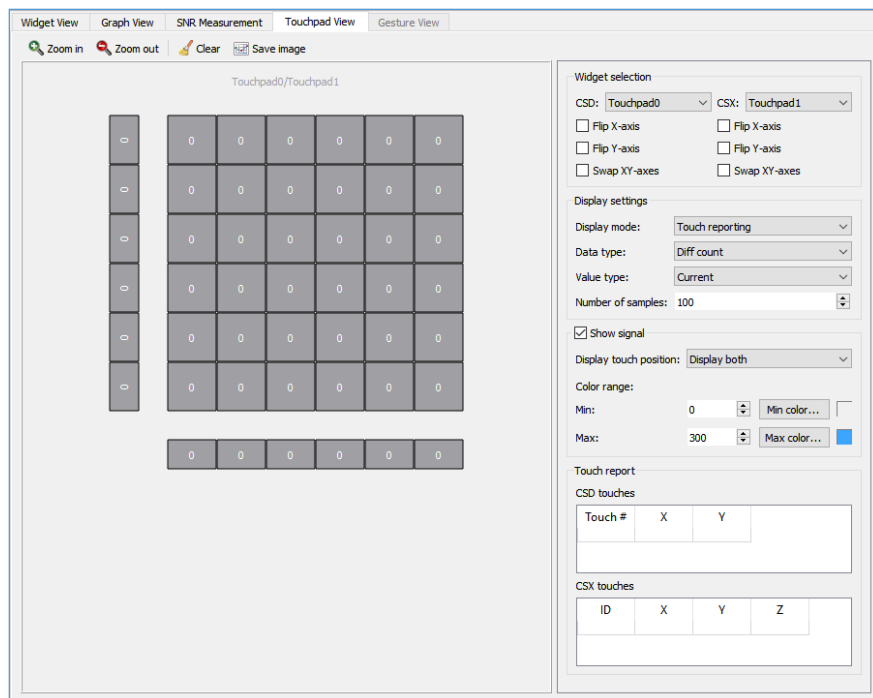 Widget View Graph View SNR Measurement Touchpad View Gesture View
Zoom in Zoom out Clear Save image
Touchpad0/Touchpad1
0 0 0 0 0 0 0
0 0 0 0 0 0 0
0 0 0 0 0 0 0
0 0 0 0 0 0 0
0 0 0 0 0 0 0
0 0 0 0 0 0 0
0 0 0 0 0 0
Widget selection
CSD: Touchpad0 CSX: Touchpad1
Flip X-axis Flip X-axis
Flip Y-axis Flip Y-axis
Swap XY-axes Swap XY-axes
Display settings
Display mode: Touch reporting
Data type: Diff count
Value type: Current
Number of samples: 100
Show signal
Display touch position: Display both
Color range:
Min: 0 Min color...
Max: 300 Max color...
Touch report
CSD touches
Touch # X Y
CSX touches
ID X Y Z